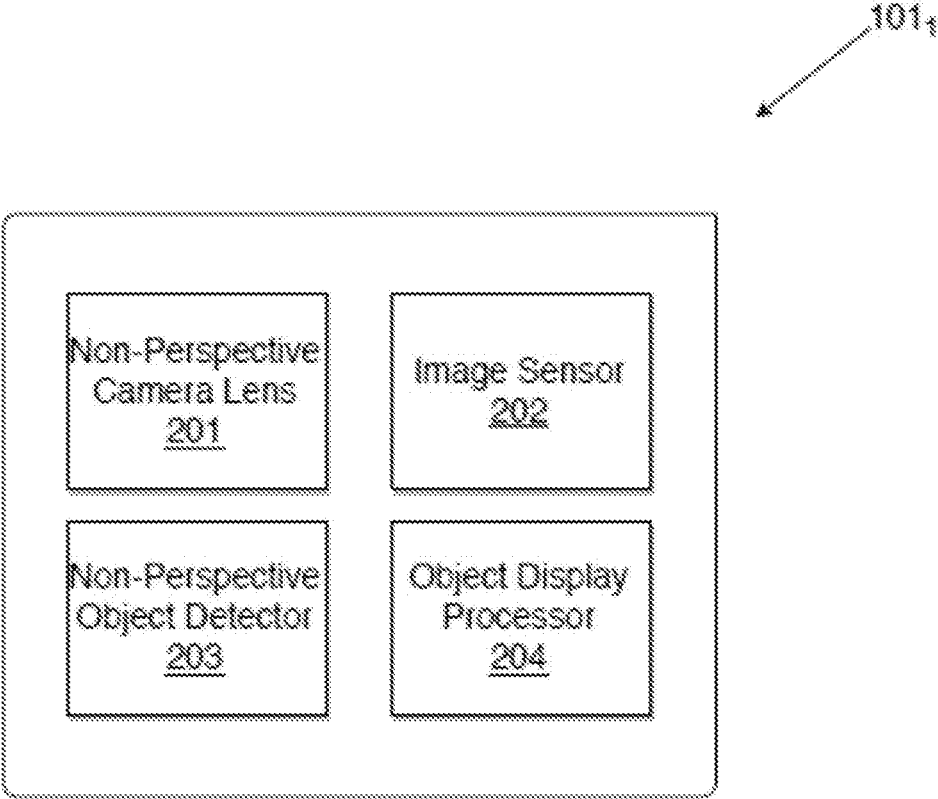 101₁
Non-Perspective
Camera Lens
201
Image Sensor
202
Non-Perspective
Object Detector
203
Object Display
Processor
204